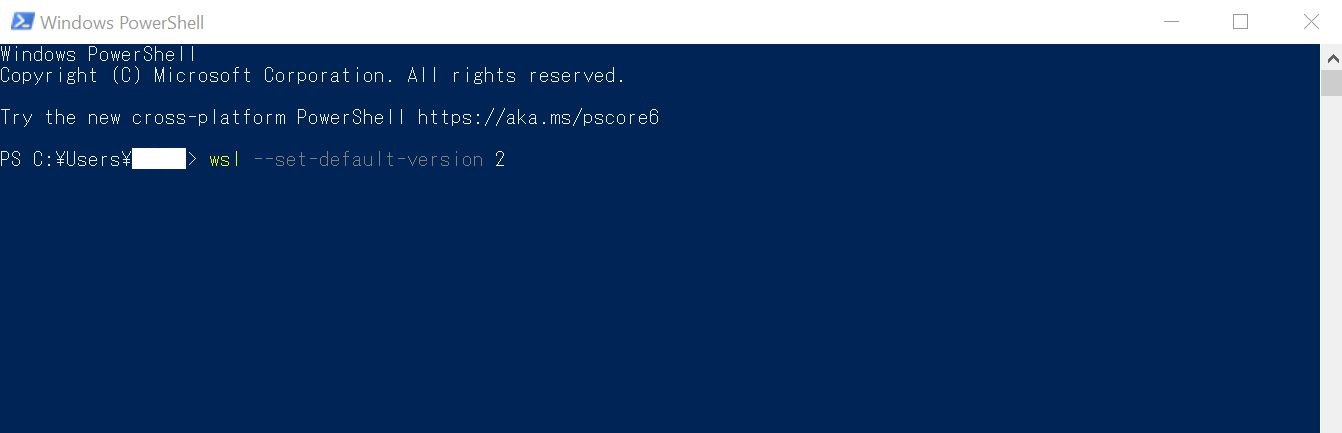 Windows PowerShell
Windows PowerShell
Copyright (C) Microsoft Corporation. All rights reserved.
Try the new cross-platform PowerShell https://aka.ms/pscore6
PS C:¥Users¥> wsl --set-default-version 2